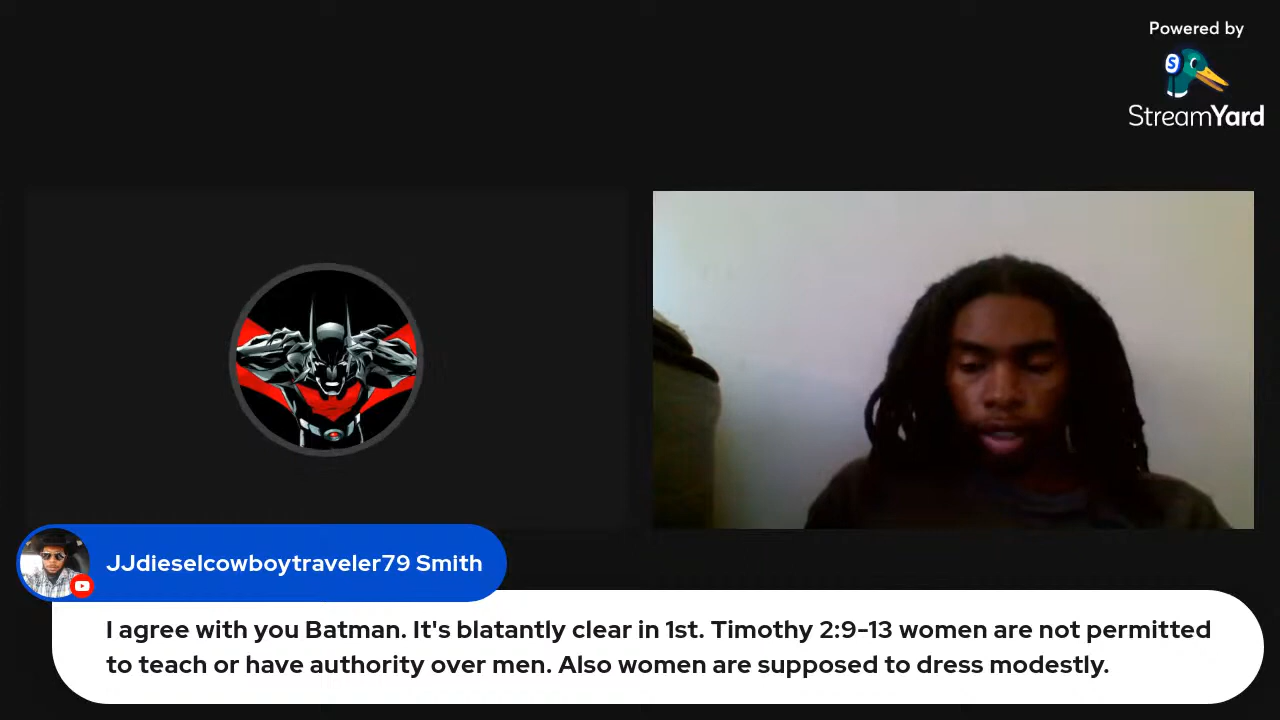 Powered by
StreamYard
JJdieselcowboytraveler79 Smith
I agree with you Batman. It's blatantly clear in 1st. Timothy 2:9-13 women are not permitted
to teach or have authority over men. Also women are supposed to dress modestly.